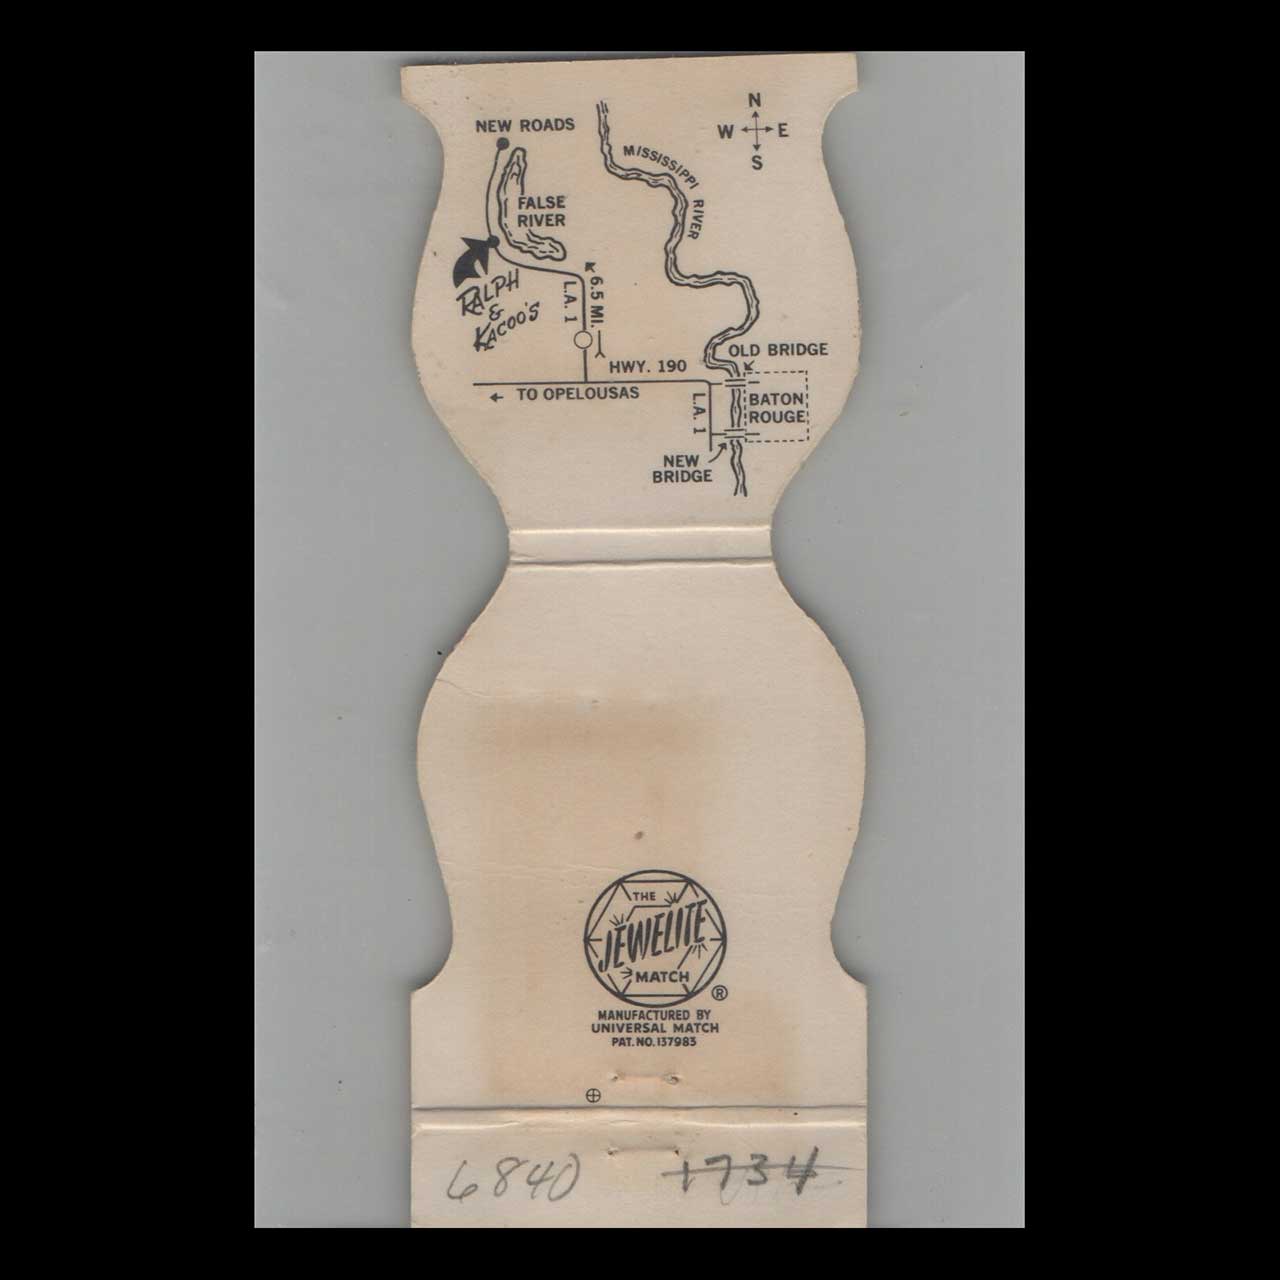 N
W E
S
NEW ROADS
MISSISSIPPI RIVER
FALSE
RIVER
RALPH
&
KACOO'S
L.A. 1
6.5 MI.
OLD BRIDGE
HWY. 190
← TO OPELOUSAS
BATON
ROUGE
L.A. 1
NEW
BRIDGE
THE
JEWELITE
MATCH
®
MANUFACTURED BY
UNIVERSAL MATCH
PAT. NO. 137983
6840 1734